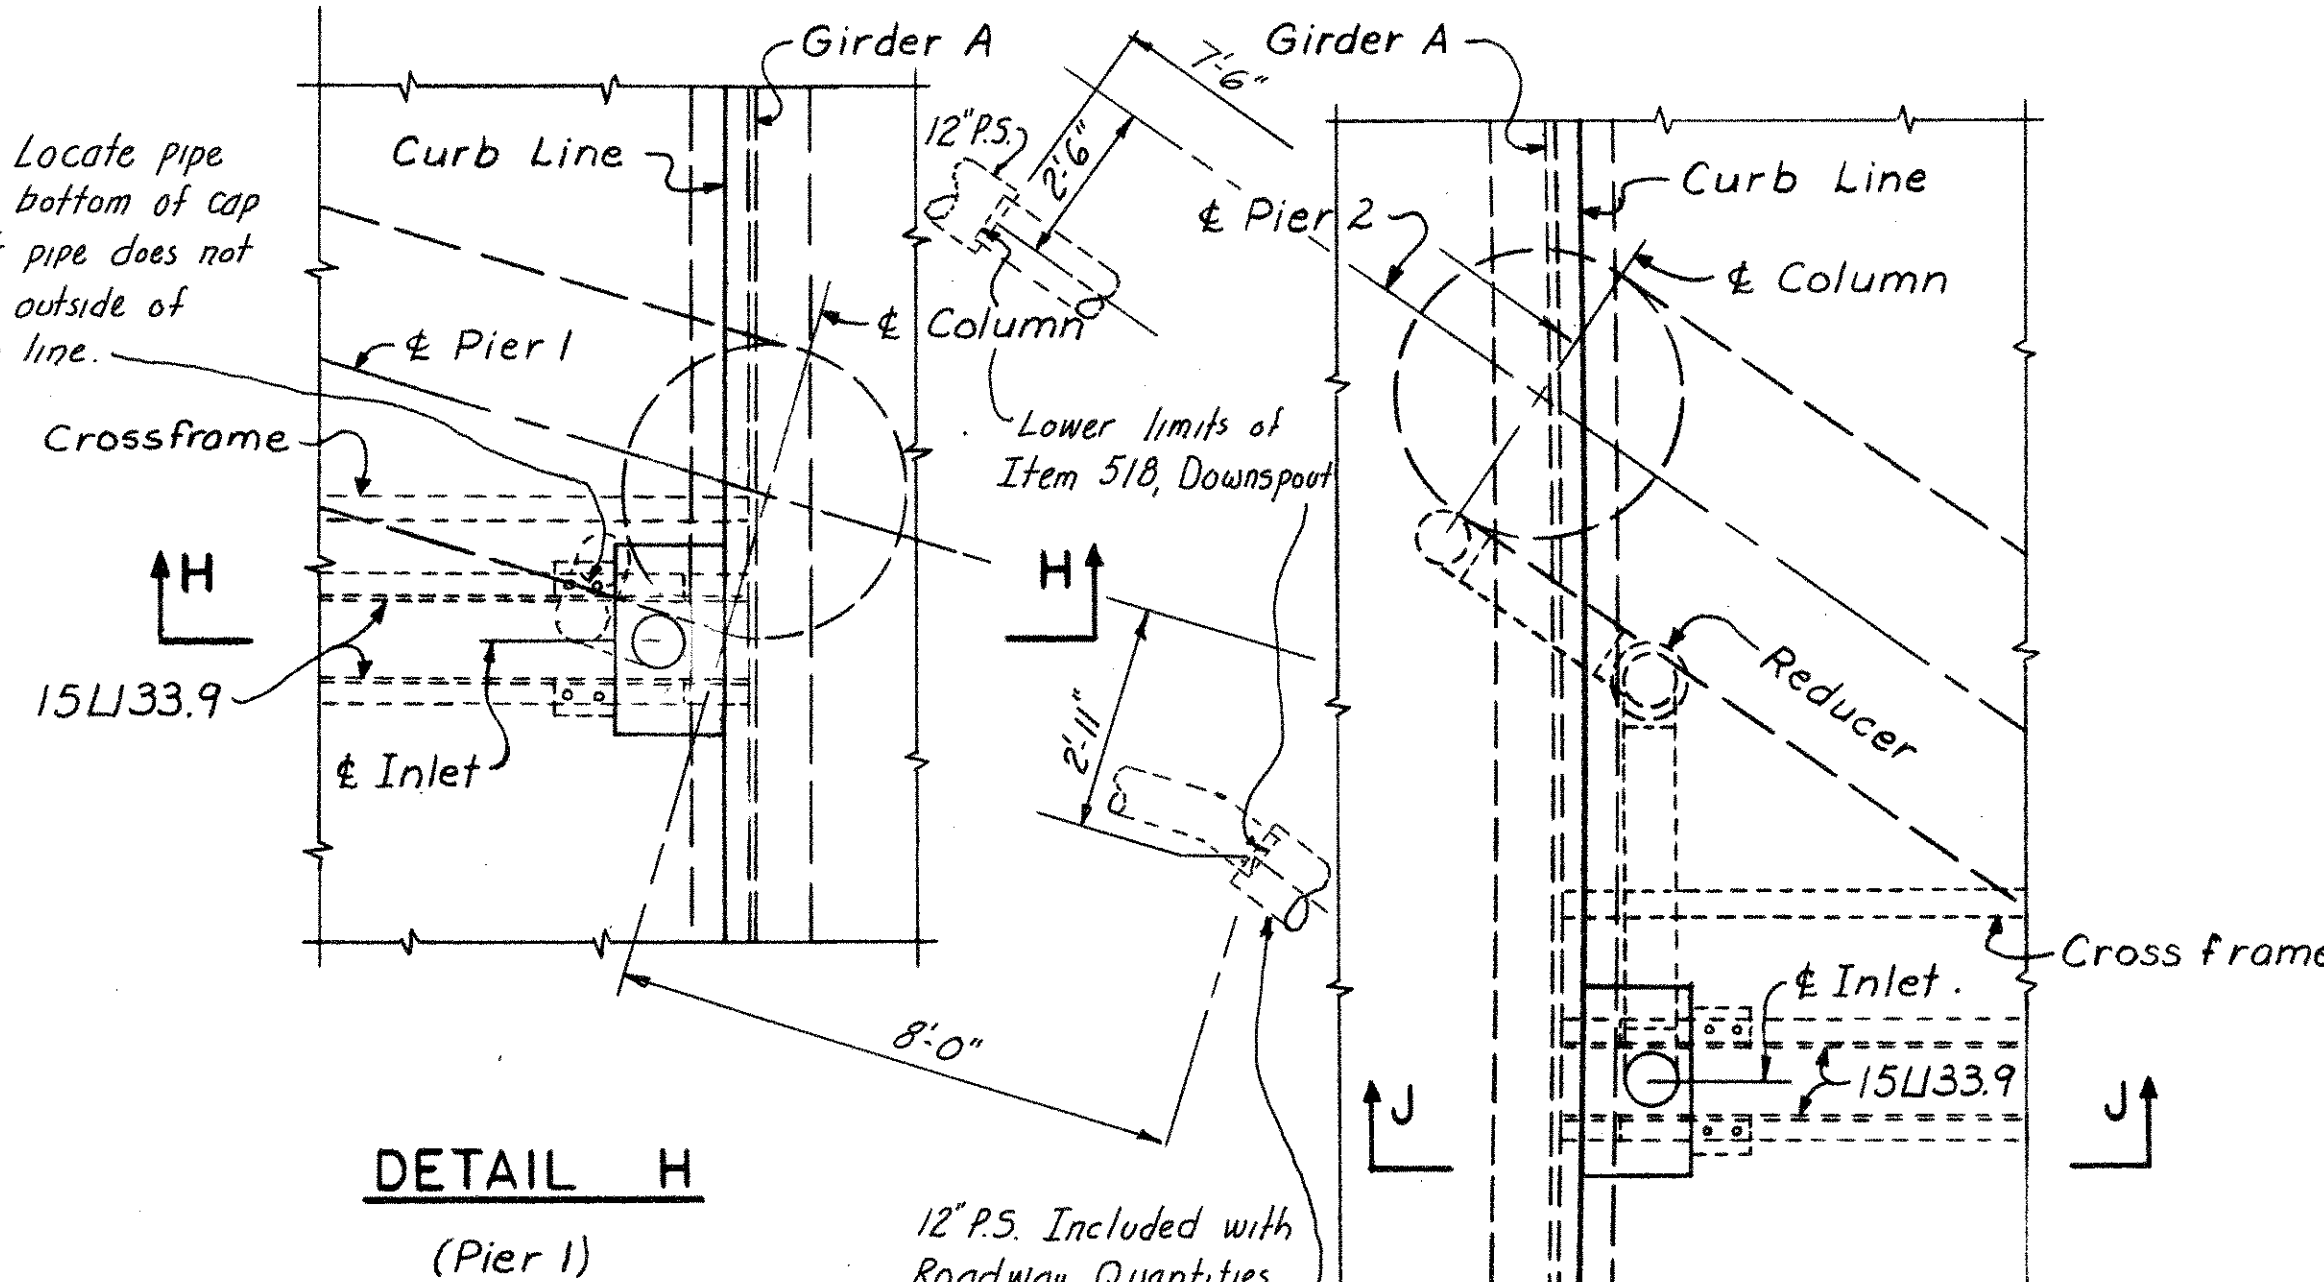 Girder A
Curb Line
Locate pipe
bottom of cap
pipe does not
outside of
line.
℄ Pier 1
℄ Column
Crossframe
H
H
15⊔33.9
℄ Inlet
DETAIL H
(Pier 1)
7'-6"
12" P.S.
2'-6"
Lower limits of
Item 518, Downspout
2'-11"
8'-0"
12" P.S. Included with
Roadway Quantities
Girder A
Curb Line
℄ Pier 2
℄ Column
Reducer
Cross frame
℄ Inlet.
15⊔33.9
J
J